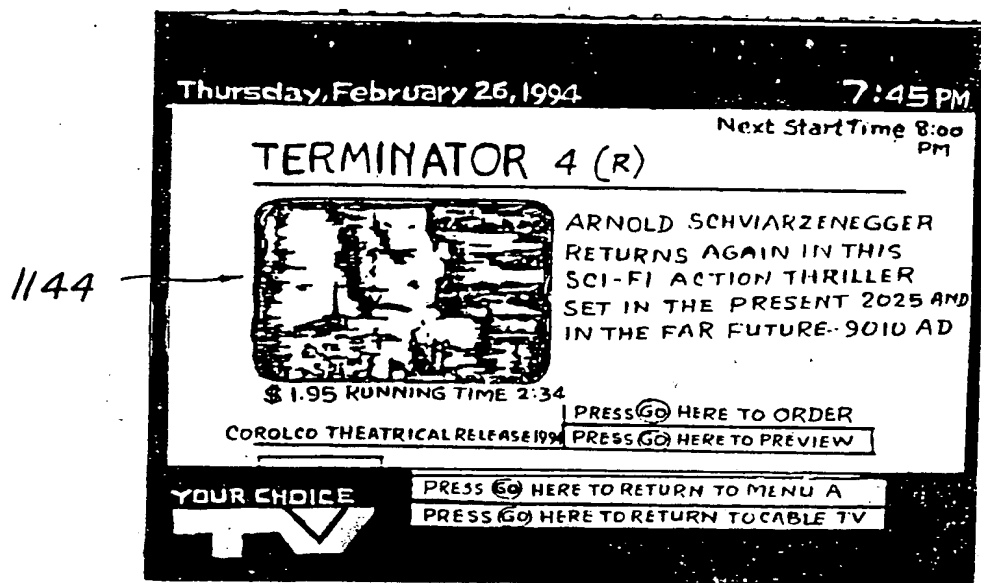 Thursday, February 26, 1994
7:45 PM
Next Start Time 8:00
PM
TERMINATOR 4 (R)
1144
ARNOLD SCHVIARZENEGGER
RETURNS AGAIN IN THIS
SCI-FI ACTION THRILLER
SET IN THE PRESENT 2025 AND
IN THE FAR FUTURE--9010 AD
$ 1.95 RUNNING TIME 2:34
PRESS GO HERE TO ORDER
COROLCO THEATRICAL RELEASE 1994
PRESS GO HERE TO PREVIEW
YOUR CHOICE
TV
PRESS GO HERE TO RETURN TO MENU A
PRESS GO HERE TO RETURN TO CABLE TV